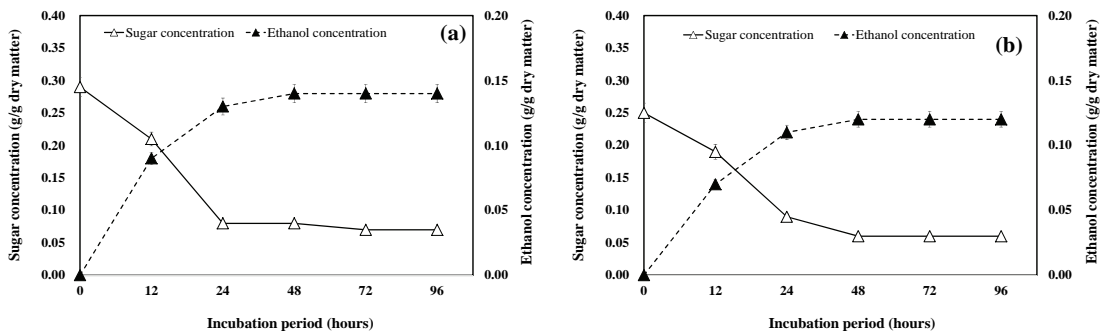 Sugar concentration (g/g dry matter)
0.40
0.35
0.30
0.25
0.20
0.15
0.10
0.05
0.00
Sugar concentration
Ethanol concentration
(a)
0.20
0.15
0.10
0.05
0.00
Ethanol concentration (g/g dry matter)
0 12 24 48 72 96
Incubation period (hours)
Sugar concentration (g/g dry matter)
0.40
0.35
0.30
0.25
0.20
0.15
0.10
0.05
0.00
Sugar concentration
Ethanol concentration
(b)
0.20
0.15
0.10
0.05
0.00
Ethanol concentration (g/g dry matter)
0 12 24 48 72 96
Incubation period (hours)